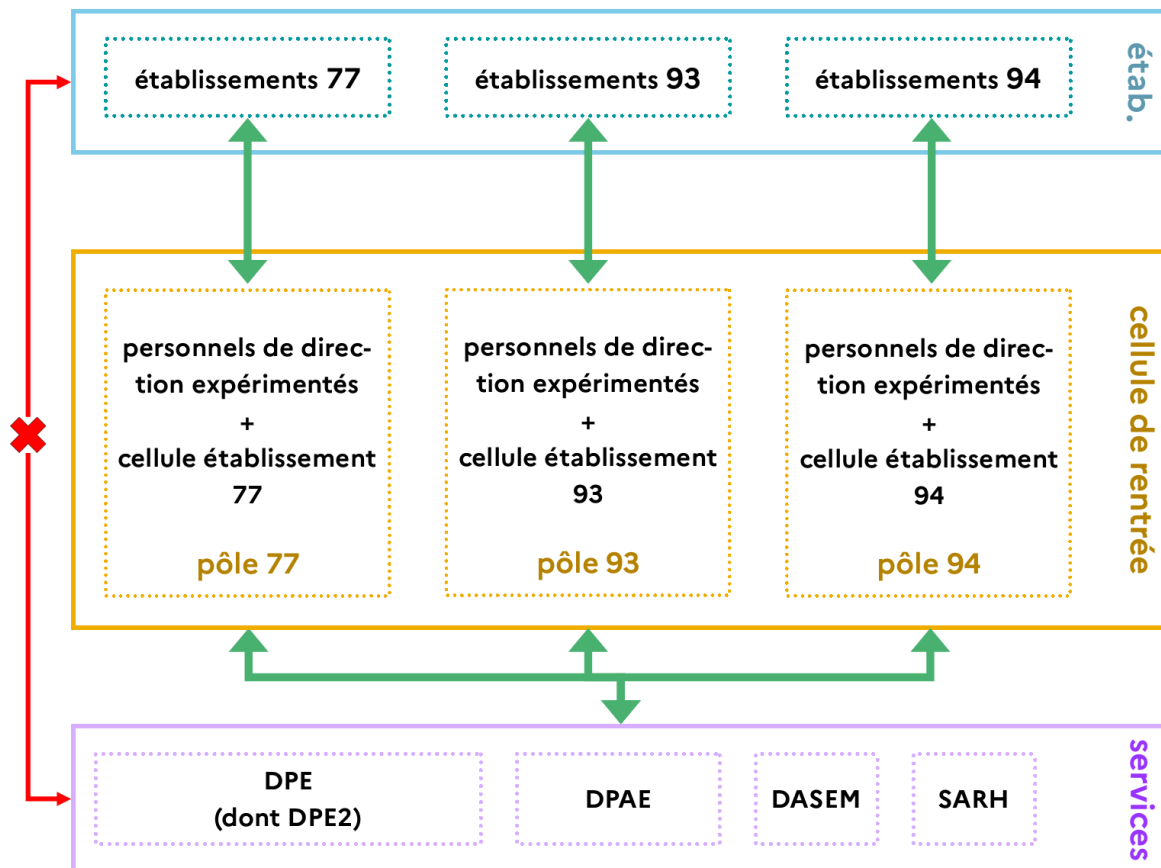 établissements 77
établissements 93
établissements 94
étab.
personnels de direc-
tion expérimentés
+
cellule établissement
77
pôle 77
personnels de direc-
tion expérimentés
+
cellule établissement
93
pôle 93
personnels de direc-
tion expérimentés
+
cellule établissement
94
pôle 94
cellule de rentrée
DPE
(dont DPE2)
DPAE
DASEM
SARH
services